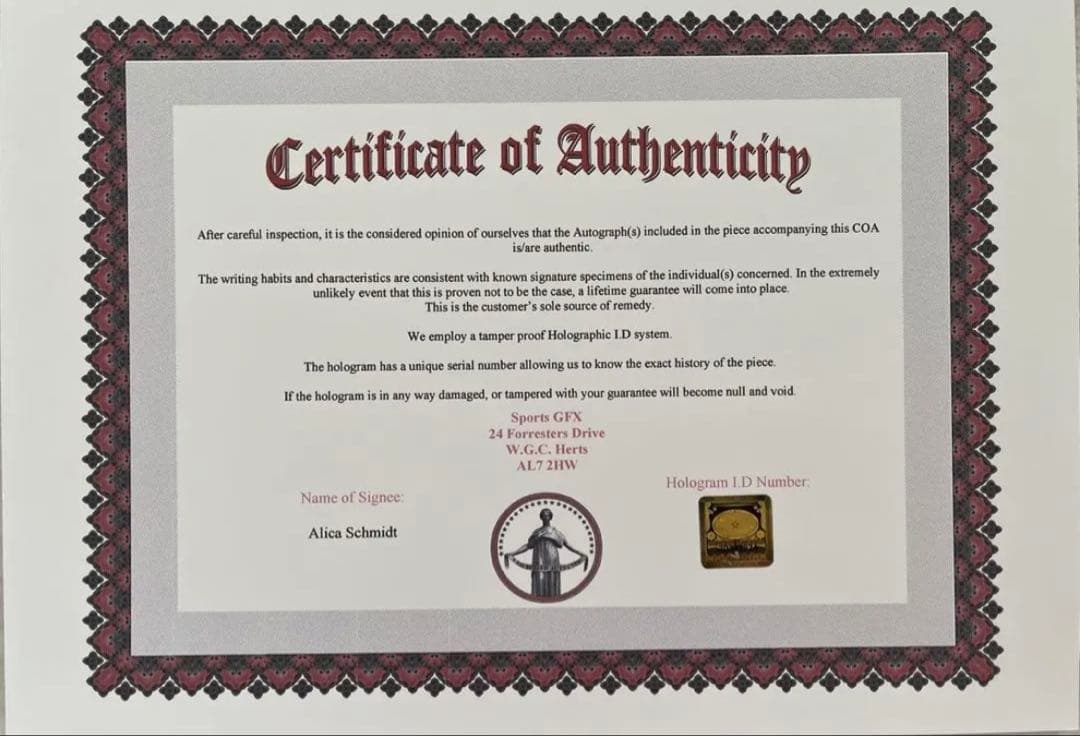 Certificate of Authenticity
After careful inspection, it is the considered opinion of ourselves that the Autograph(s) included in the piece accompanying this COA
is/are authentic.
The writing habits and characteristics are consistent with known signature specimens of the individual(s) concerned. In the extremely
unlikely event that this is proven not to be the case, a lifetime guarantee will come into place.
This is the customer's sole source of remedy.
We employ a tamper proof Holographic I.D system.
The hologram has a unique serial number allowing us to know the exact history of the piece.
If the hologram is in any way damaged, or tampered with your guarantee will become null and void.
Sports GFX
24 Forresters Drive
W.G.C. Herts
AL7 2HW
Hologram I.D Number:
Name of Signee:
Alica Schmidt